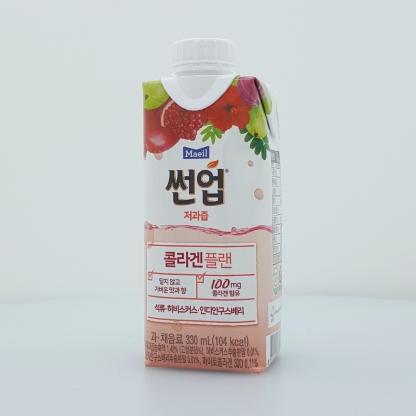 Maeil
썬업®
저과즙
콜라겐플랜
달지 않고
가벼운 맛과 향
100mg
콜라겐 함유
석류·히비스커스·인디안구스베리
과·채음료 330 mL(104 kcal)